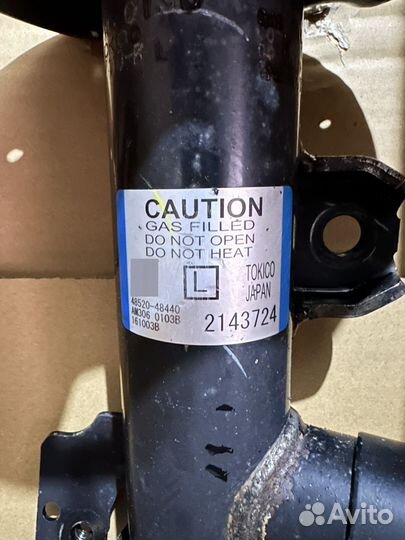 CAUTION
GAS FILLED
DO NOT OPEN
DO NOT HEAT
L
TOKICO
JAPAN
48520-48440
AM306 0103B
161003B
2143724
Avito